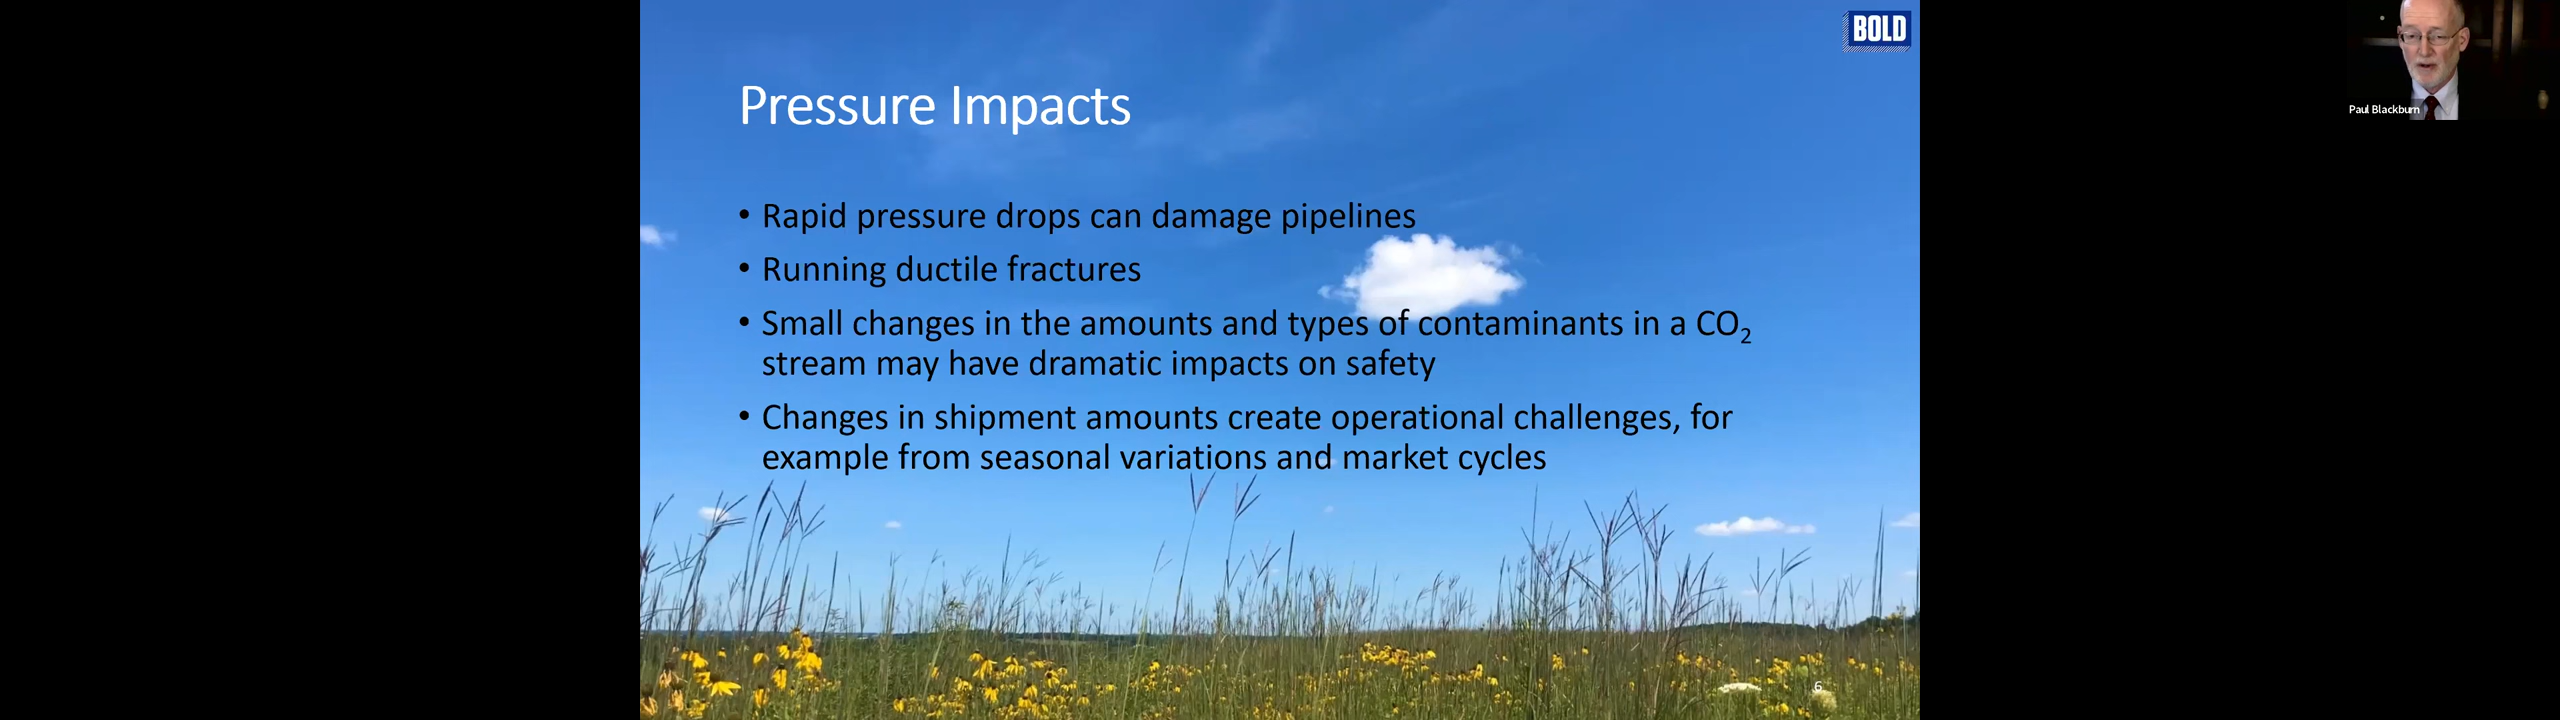 BOLD
Paul Blackburn
Pressure Impacts
• Rapid pressure drops can damage pipelines
• Running ductile fractures
• Small changes in the amounts and types of contaminants in a CO₂
stream may have dramatic impacts on safety
• Changes in shipment amounts create operational challenges, for
example from seasonal variations and market cycles
6